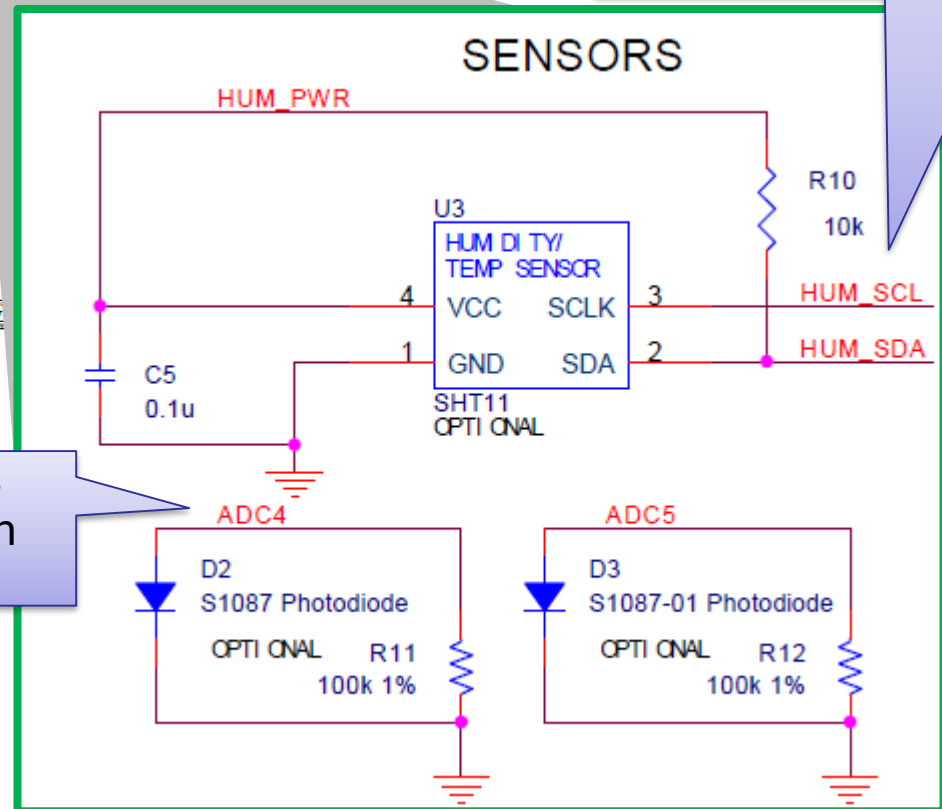 SENSORS
HUM_PWR
R10
10k
U3
HUM DI TY/
TEMP SENSOR
4 VCC SCLK 3 HUM_SCL
1 GND SDA 2 HUM_SDA
C5
0.1u
SHT11
OPTI ONAL
ADC4 ADC5
D2 D3
S1087 Photodiode S1087-01 Photodiode
OPTI ONAL R11 OPTI ONAL R12
100k 1% 100k 1%